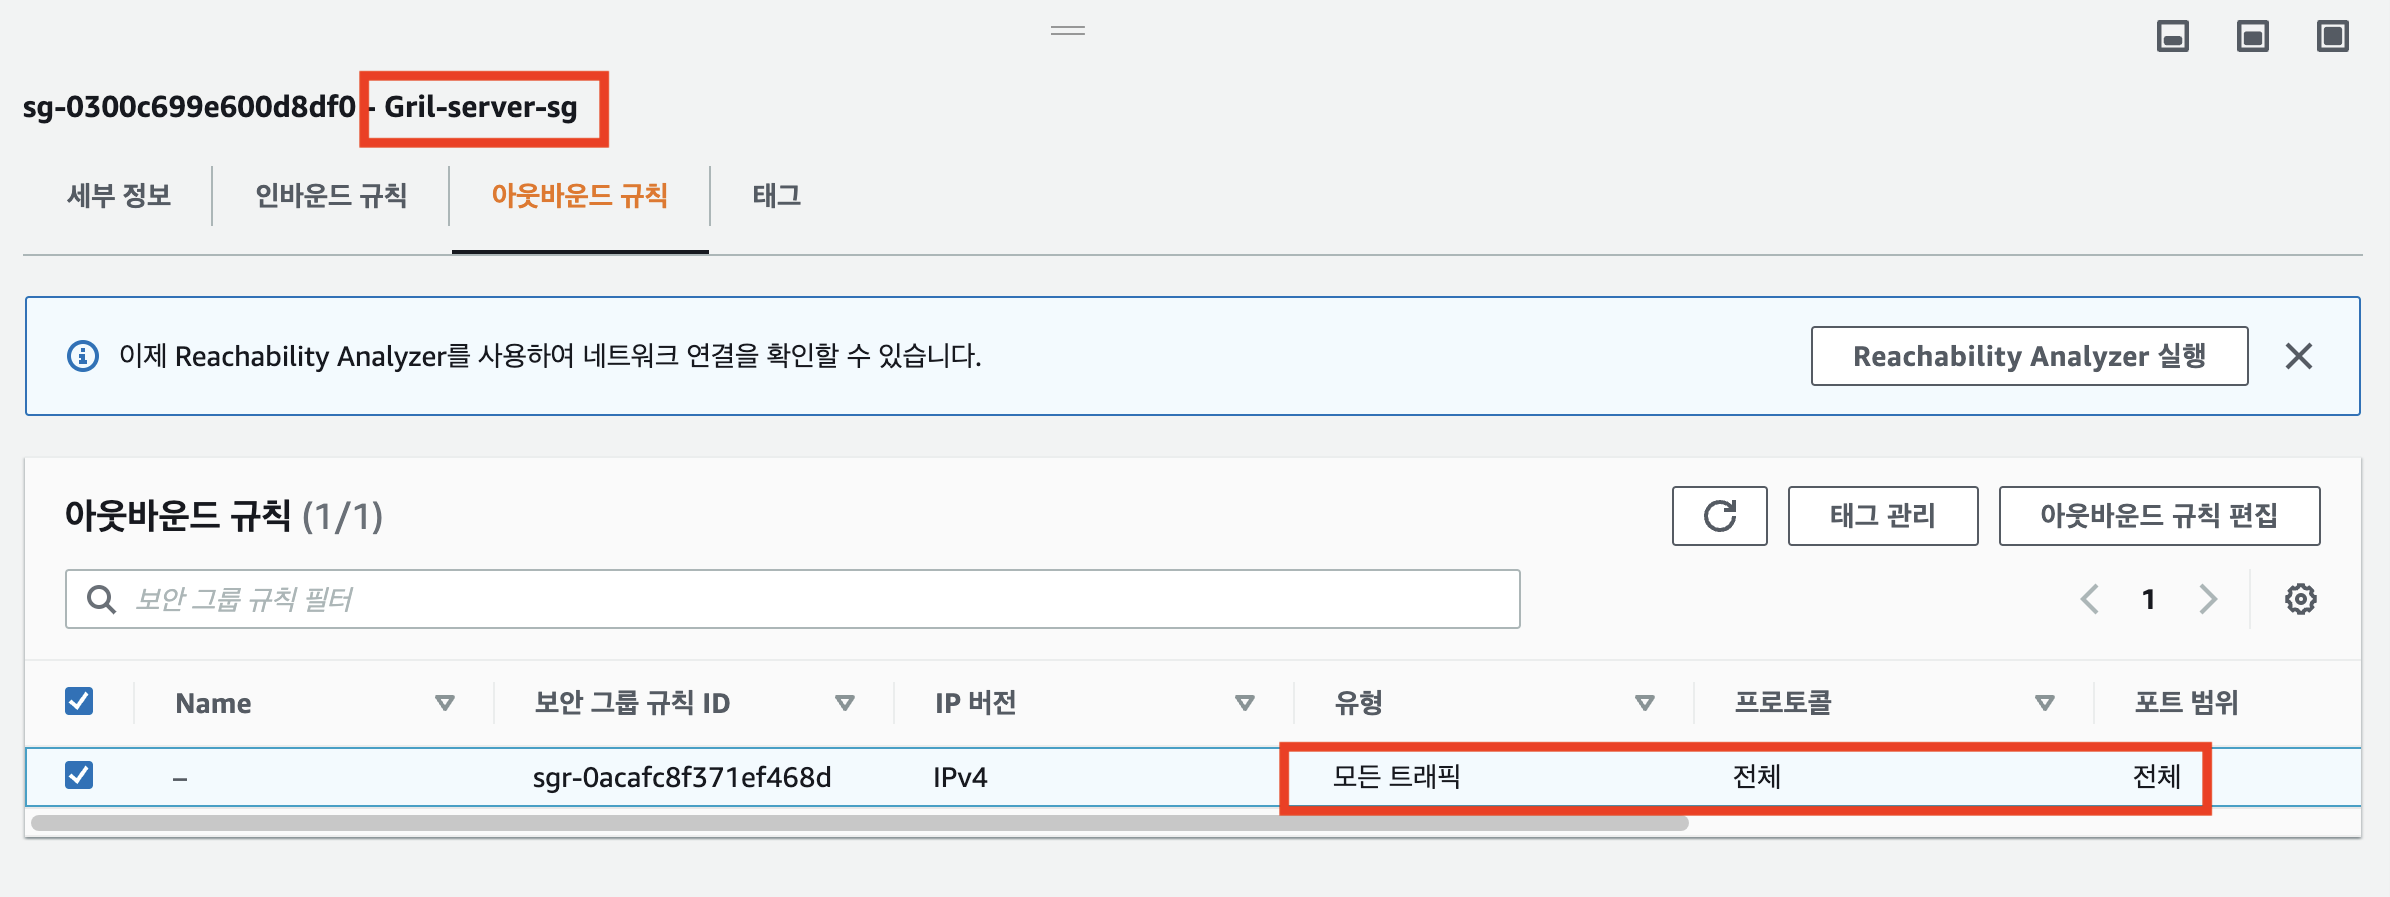 sg-0300c699e600d8df0 - Gril-server-sg
세부 정보 인바운드 규칙 아웃바운드 규칙 태그
이제 Reachability Analyzer를 사용하여 네트워크 연결을 확인할 수 있습니다. Reachability Analyzer 실행
아웃바운드 규칙 (1/1) 태그 관리 아웃바운드 규칙 편집
보안 그룹 규칙 필터 1
Name 보안 그룹 규칙 ID IP 버전 유형 프로토콜 포트 범위
– sgr-0acafc8f371ef468d IPv4 모든 트래픽 전체 전체